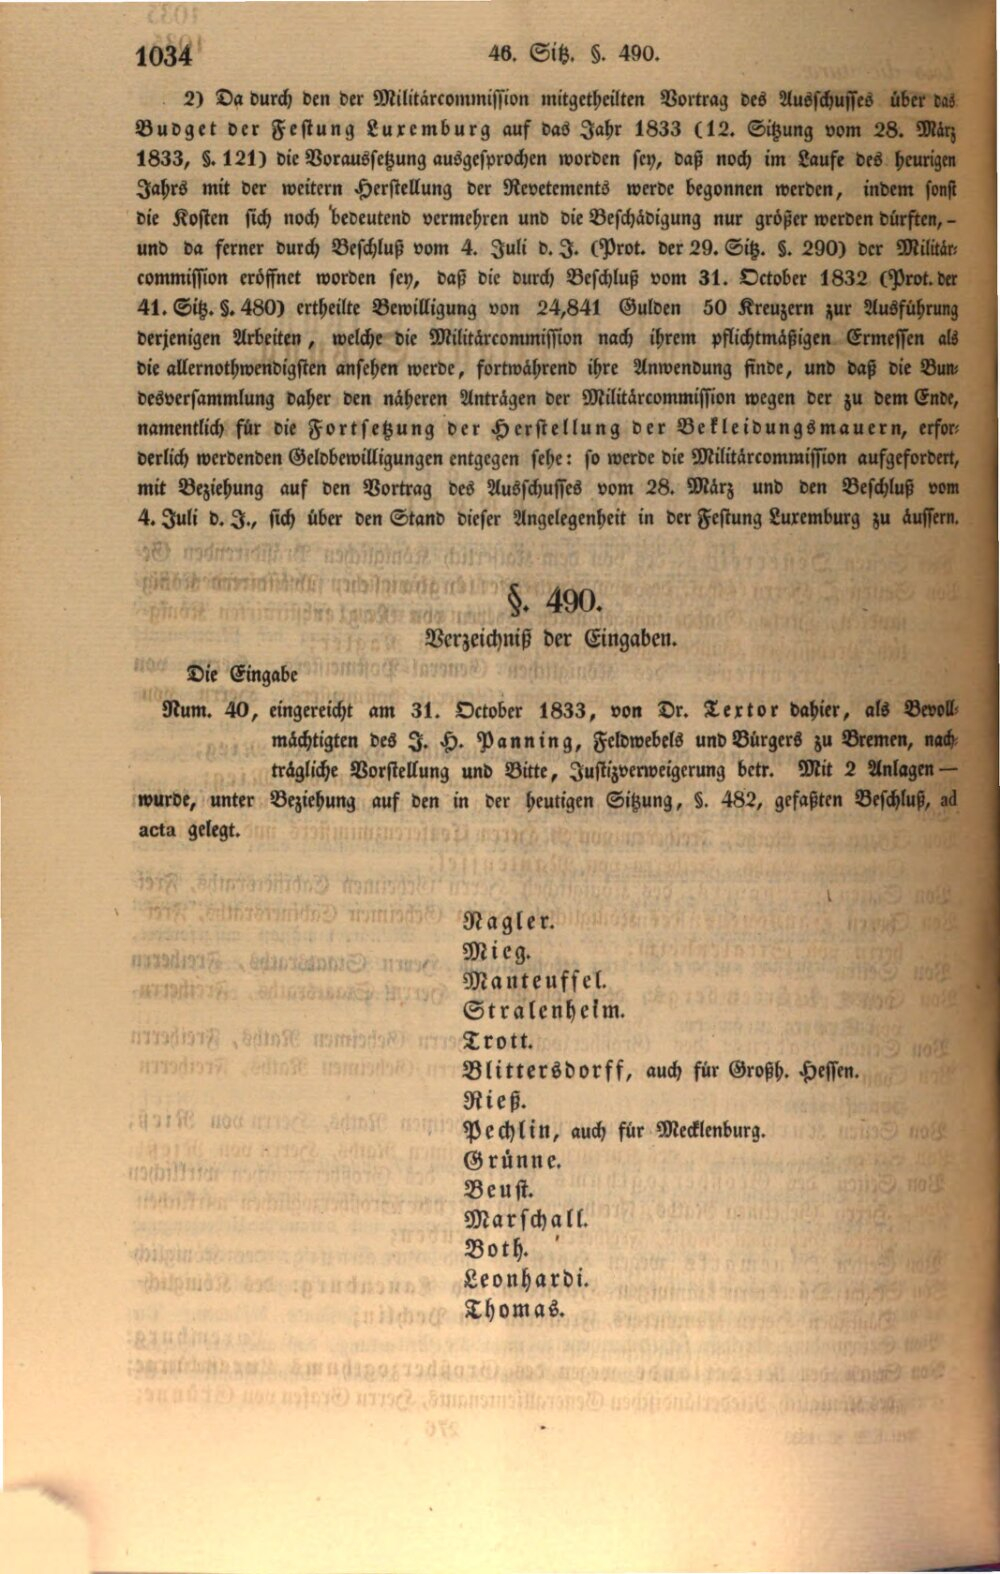 1034
46. Sitz. §. 490.
2) Da durch den der Militärcommission mitgetheilten Vortrag des Ausschusses über das
Budget der Festung Luxemburg auf das Jahr 1833 (12. Sitzung vom 28. März
1833, §. 121) die Voraussetzung ausgesprochen worden sey, daß noch im Laufe des heurigen
Jahrs mit der weitern Herstellung der Revetements werde begonnen werden, indem sonst
die Kosten sich noch bedeutend vermehren und die Beschädigung nur größer werden dürften, –
und da ferner durch Beschluß vom 4. Juli d. J. (Prot. der 29. Sitz. §. 290) der Militär-
commission eröffnet worden sey, daß die durch Beschluß vom 31. October 1832 (Prot. der
41. Sitz. §. 480) ertheilte Bewilligung von 24,841 Gulden 50 Kreuzern zur Ausführung
derjenigen Arbeiten, welche die Militärcommission nach ihrem pflichtmäßigen Ermessen als
die allernothwendigsten ansehen werde, fortwährend ihre Anwendung finde, und daß die Bun-
desversammlung daher den näheren Anträgen der Militärcommission wegen der zu dem Ende,
namentlich für die Fortsetzung der Herstellung der Bekleidungsmauern, erfor-
derlich werdenden Geldbewilligungen entgegen sehe: so werde die Militärcommission aufgefordert,
mit Beziehung auf den Vortrag des Ausschusses vom 28. März und den Beschluß vom
4. Juli d. J., sich über den Stand dieser Angelegenheit in der Festung Luxemburg zu äussern.
§. 490.
Verzeichniß der Eingaben.
Die Eingabe
Num. 40, eingereicht am 31. October 1833, von Dr. Textor dahier, als Bevoll-
mächtigten des J. H. Panning, Feldwebels und Bürgers zu Bremen, nach-
trägliche Vorstellung und Bitte, Justizverweigerung betr. Mit 2 Anlagen —
wurde, unter Beziehung auf den in der heutigen Sitzung, §. 482, gefaßten Beschluß, ad
acta gelegt.
Nagler.
Mieg.
Manteuffel.
Stralenheim.
Trott.
Blittersdorff, auch für Großh. Hessen.
Rieß.
Pechlin, auch für Mecklenburg.
Grünne.
Beust.
Marschall.
Both.
Leonhardi.
Thomas.